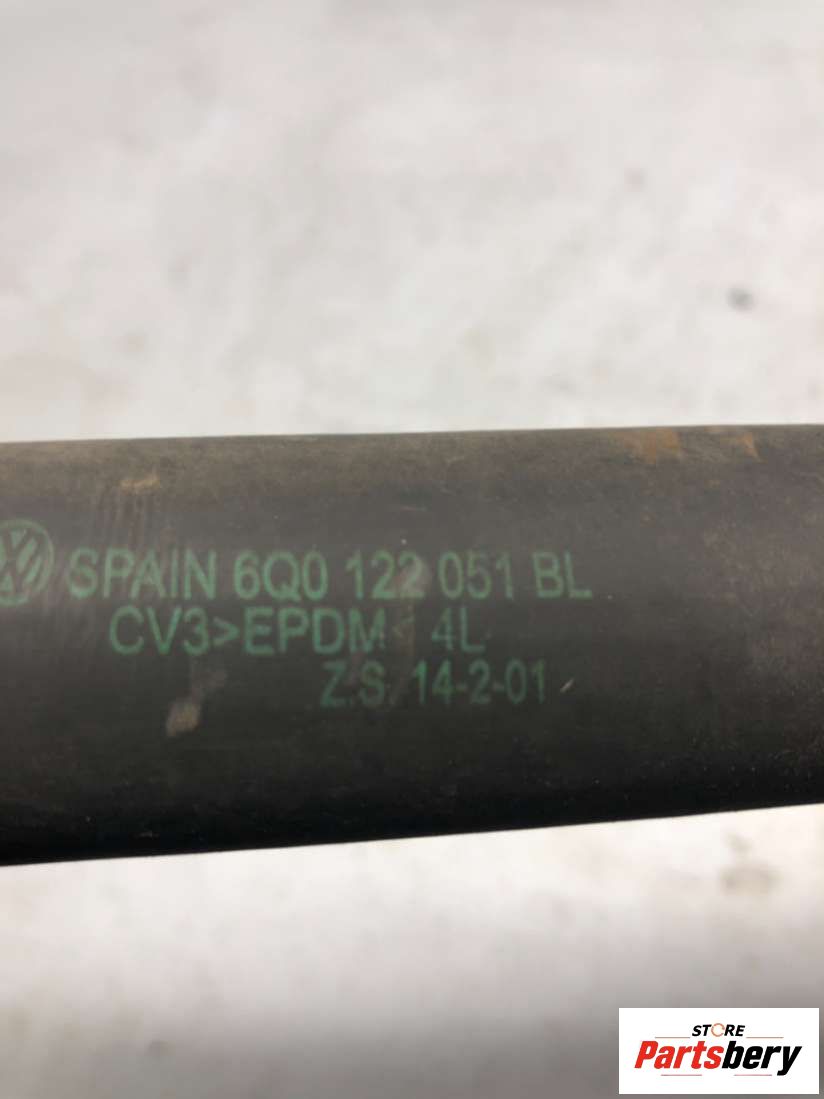 SPAIN 6Q0 122 051 BL
CV3>EPDM< 4L
Z.S. 14-2-01
STORE
Partsbery